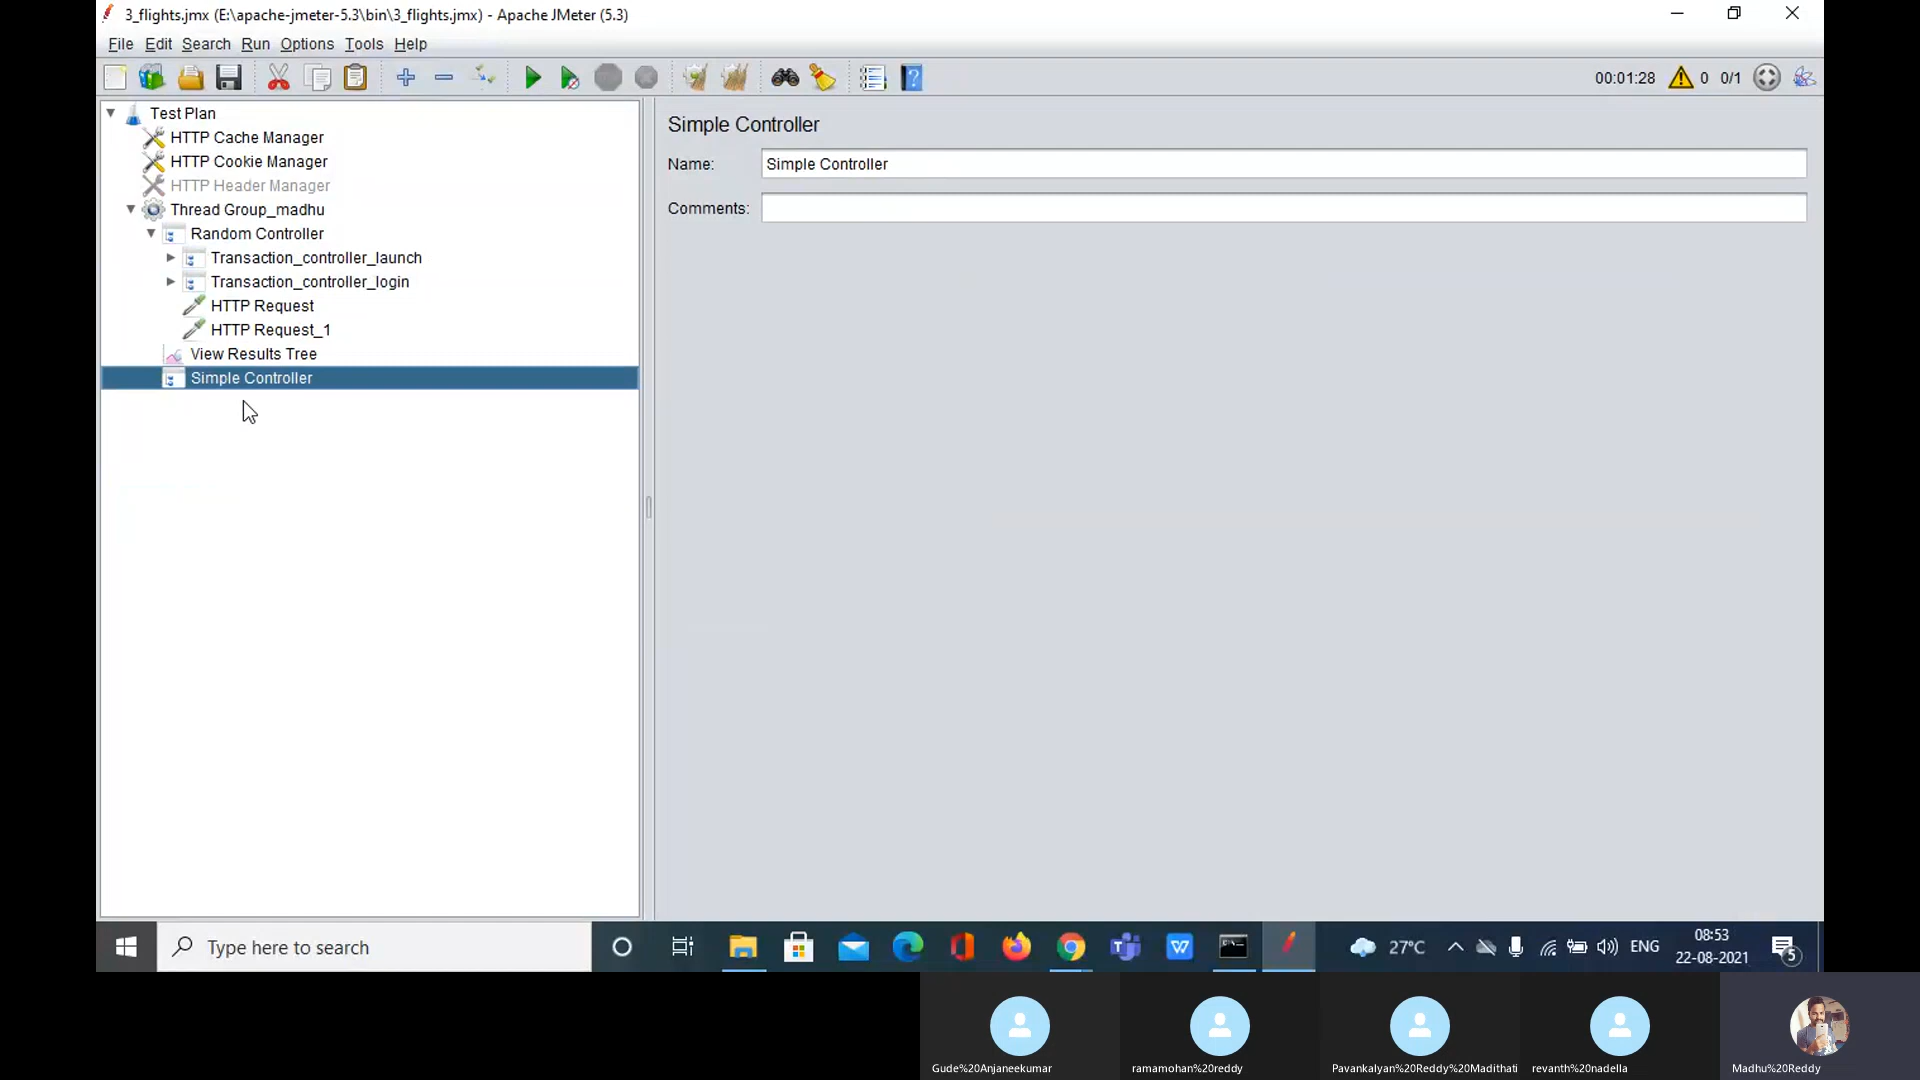 3_flights.jmx (E:\apache-jmeter-5.3\bin\3_flights.jmx) - Apache JMeter (5.3)
File Edit Search Run Options Tools Help
00:01:28 0 0/1
Test Plan
HTTP Cache Manager
HTTP Cookie Manager
HTTP Header Manager
Thread Group_madhu
Random Controller
Transaction_controller_launch
Transaction_controller_login
HTTP Request
HTTP Request_1
View Results Tree
Simple Controller
Simple Controller
Name: Simple Controller
Comments:
Type here to search
27°C
ENG
08:53
22-08-2021
5
Gude%20Anjaneekumar
ramamohan%20reddy
Pavankalyan%20Reddy%20Madithati
revanth%20nadella
Madhu%20Reddy